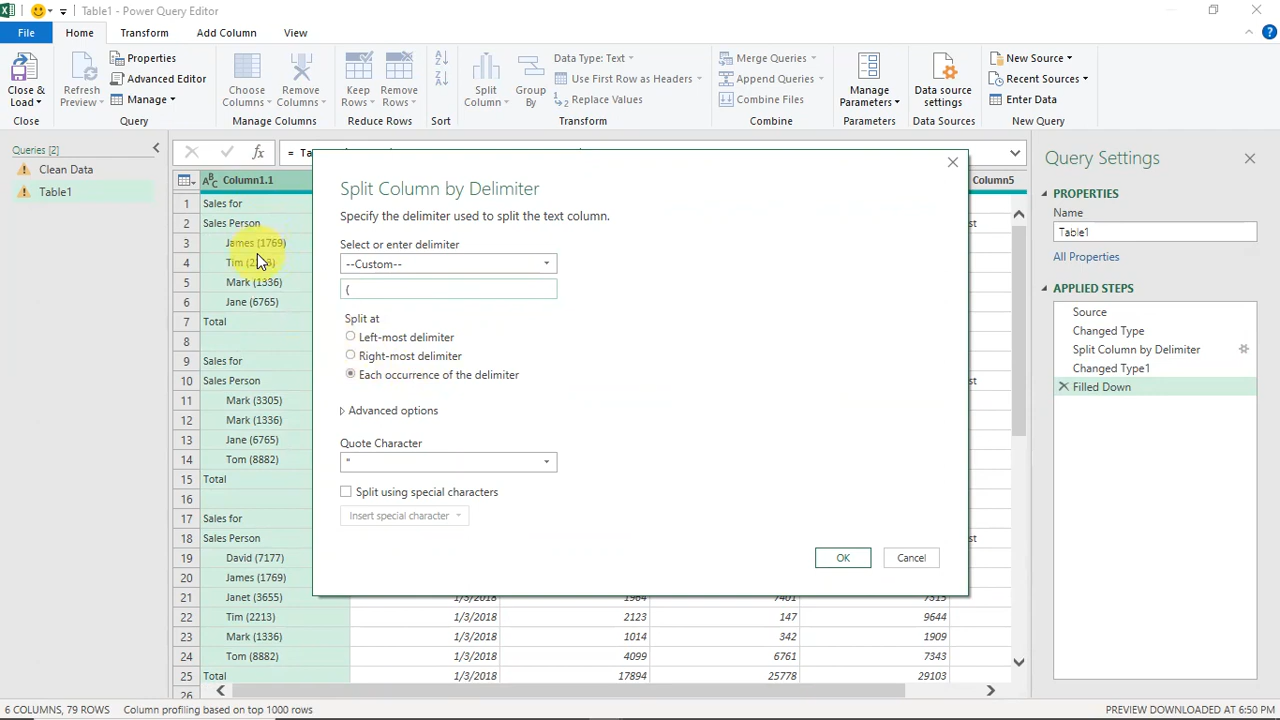 Table1 - Power Query Editor
File Home Transform Add Column View
Close & Load
Refresh Preview
Properties
Advanced Editor
Manage
Choose Columns
Remove Columns
Keep Rows
Remove Rows
Split Column
Group By
Data Type: Text
Use First Row as Headers
Replace Values
Merge Queries
Append Queries
Combine Files
Manage Parameters
Data source settings
New Source
Recent Sources
Enter Data
Close Query Manage Columns Reduce Rows Sort Transform Combine Parameters Data Sources New Query
Queries [2]
Clean Data
Table1
fx
Column1.1
Column5
1 Sales for
2 Sales Person
3 James (1769)
4 Tim
5 Mark (1336)
6 Jane (6765)
7 Total
8
9 Sales for
10 Sales Person
11 Mark (3305)
12 Mark (1336)
13 Jane (6765)
14 Tom (8882)
15 Total
16
17 Sales for
18 Sales Person
19 David (7177)
20 James (1769)
21 Janet (3655) 1/3/2018 1964 7401 7315
22 Tim (2213) 1/3/2018 2123 147 9644
23 Mark (1336) 1/3/2018 1014 342 1909
24 Tom (8882) 1/3/2018 4099 6761 7343
25 Total 1/3/2018 17894 25778 29103
26
Split Column by Delimiter
Specify the delimiter used to split the text column.
Select or enter delimiter
--Custom--
(
Split at
Left-most delimiter
Right-most delimiter
Each occurrence of the delimiter
Advanced options
Quote Character
"
Split using special characters
Insert special character
OK Cancel
Query Settings
PROPERTIES
Name
Table1
All Properties
APPLIED STEPS
Source
Changed Type
Split Column by Delimiter
Changed Type1
Filled Down
6 COLUMNS, 79 ROWS Column profiling based on top 1000 rows PREVIEW DOWNLOADED AT 6:50 PM